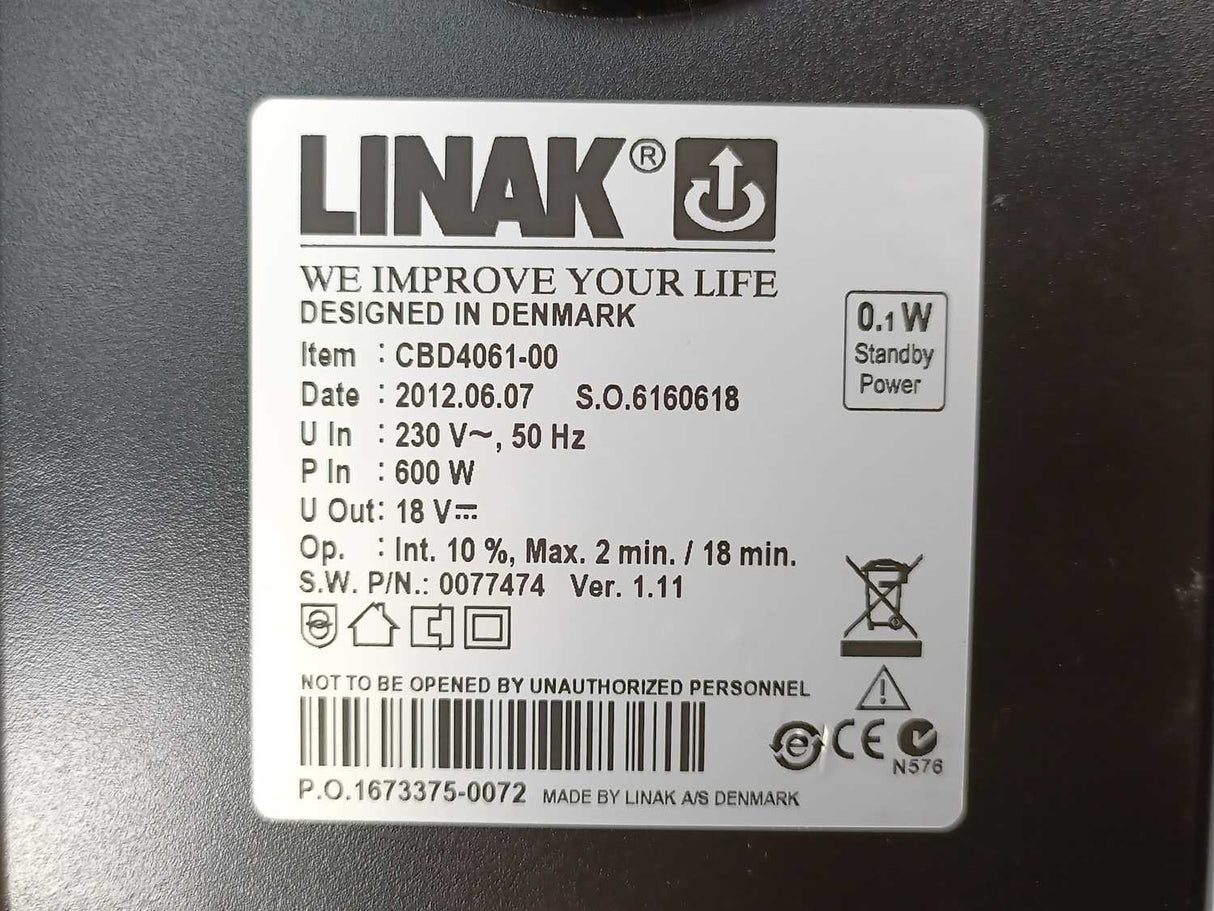 LINAK®
WE IMPROVE YOUR LIFE
DESIGNED IN DENMARK
Item : CBD4061-00
Date : 2012.06.07 S.O.6160618
U In : 230 V~, 50 Hz
P In : 600 W
U Out: 18 V⎓
Op. : Int. 10 %, Max. 2 min. / 18 min.
S.W. P/N.: 0077474 Ver. 1.11
0.1 W
Standby
Power
NOT TO BE OPENED BY UNAUTHORIZED PERSONNEL
e CE
N576
P.O.1673375-0072 MADE BY LINAK A/S DENMARK